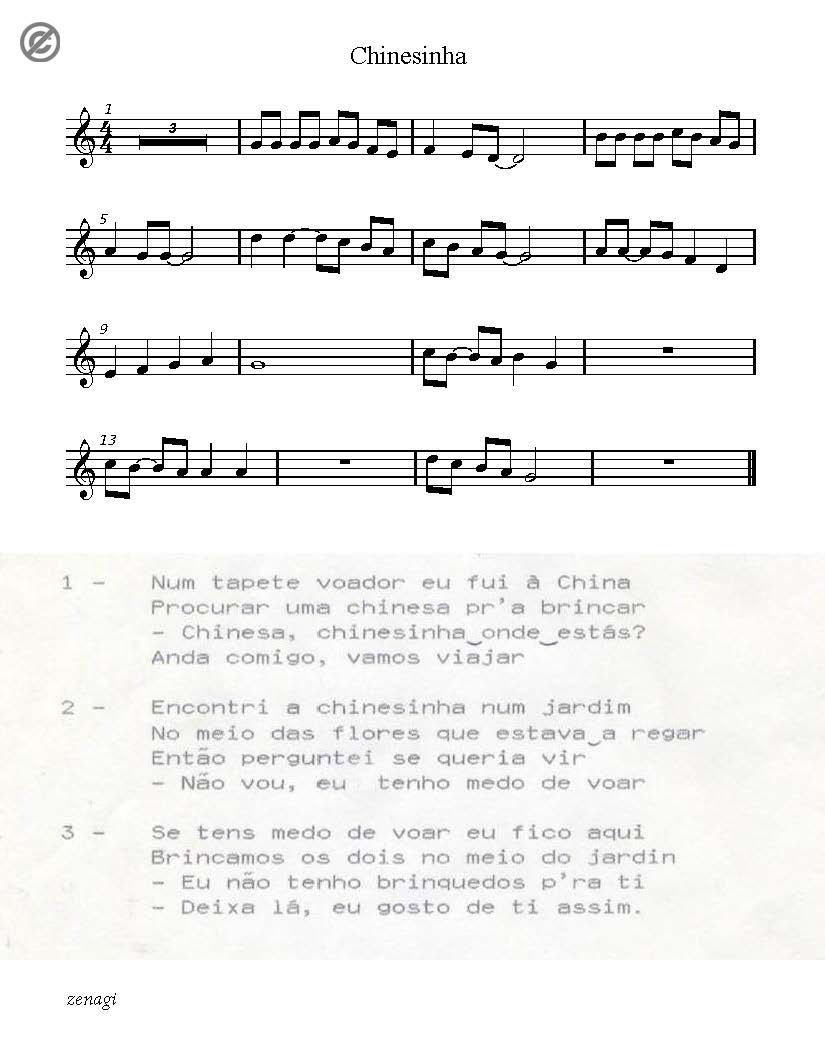 Chinesinha
1
3
5
9
13
1 - Num tapete voador eu fui à China
Procurar uma chinesa pr'a brincar
- Chinesa, chinesinha‿onde‿estás?
Anda comigo, vamos viajar
2 - Encontri a chinesinha num jardim
No meio das flores que estava‿a regar
Então perguntei se queria vir
- Não vou, eu tenho medo de voar
3 - Se tens medo de voar eu fico aqui
Brincamos os dois no meio do jardin
- Eu não tenho brinquedos p'ra ti
- Deixa lá, eu gosto de ti assim.
zenagi